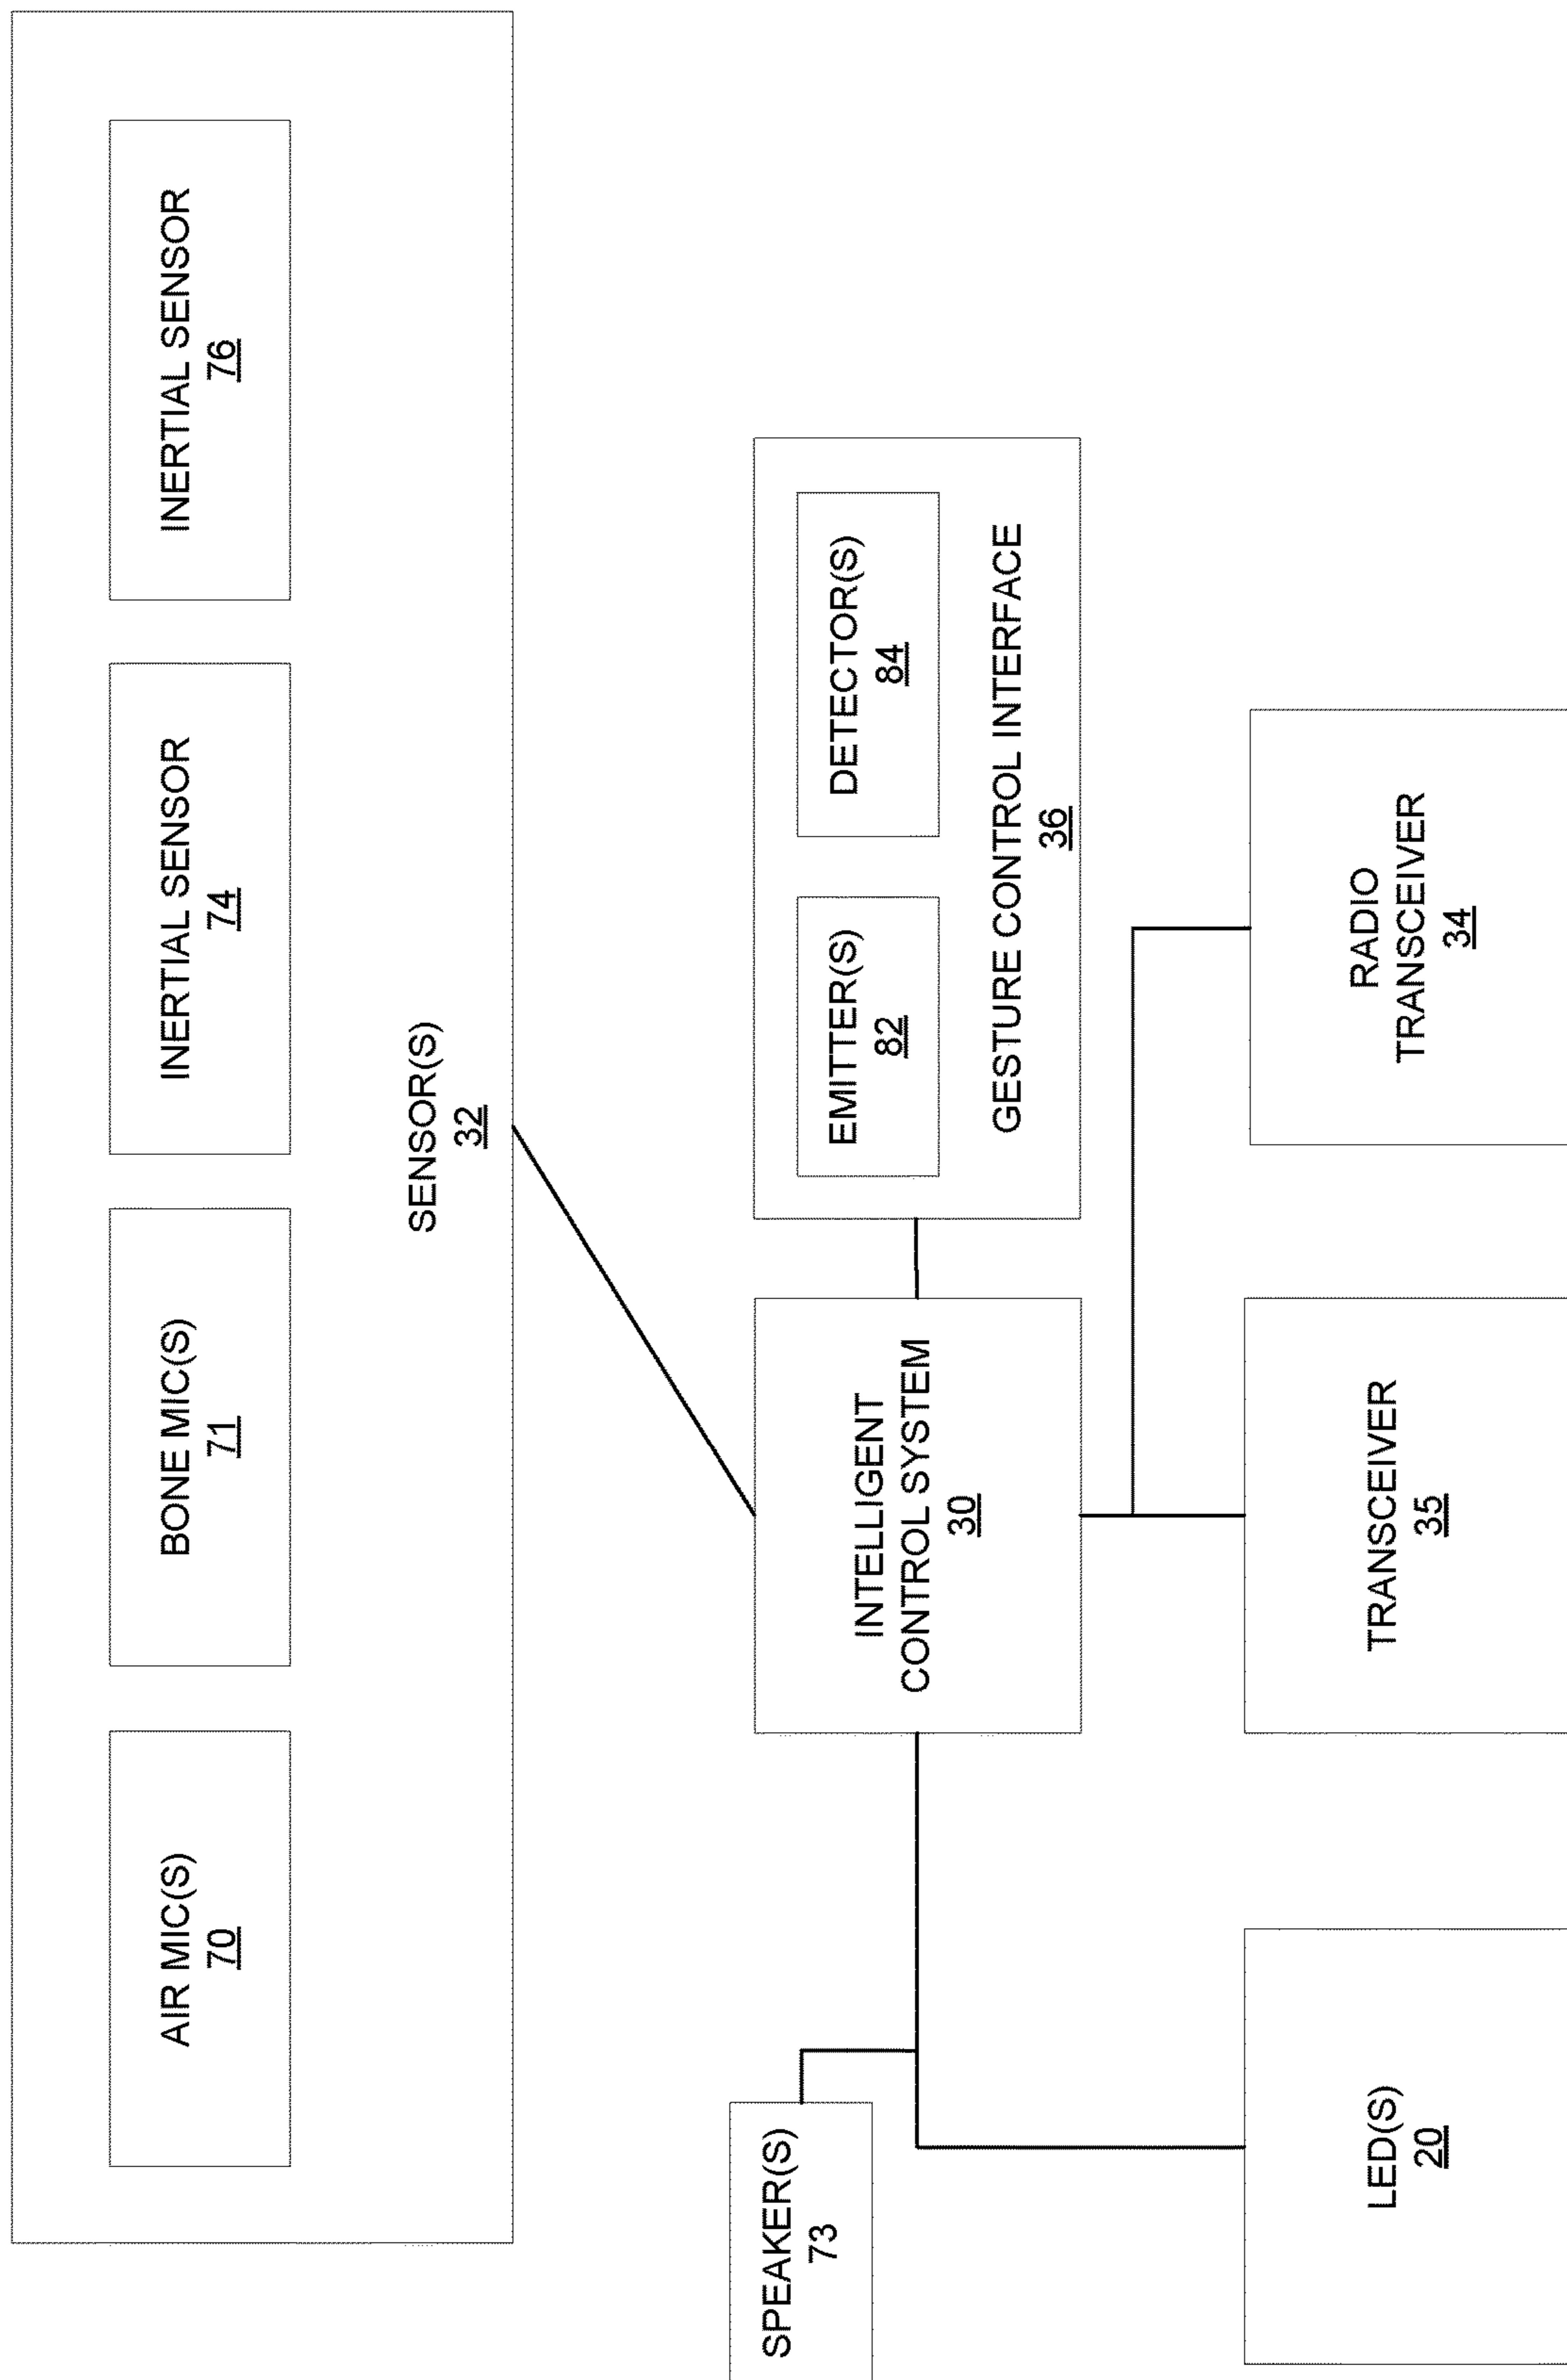 AIR MIC(S)
70
BONE MIC(S)
71
INERTIAL SENSOR
74
INERTIAL SENSOR
76
SENSOR(S)
32
SPEAKER(S)
73
INTELLIGENT
CONTROL SYSTEM
30
EMITTER(S)
82
DETECTOR(S)
84
GESTURE CONTROL INTERFACE
36
LED(S)
20
TRANSCEIVER
35
RADIO
TRANSCEIVER
34